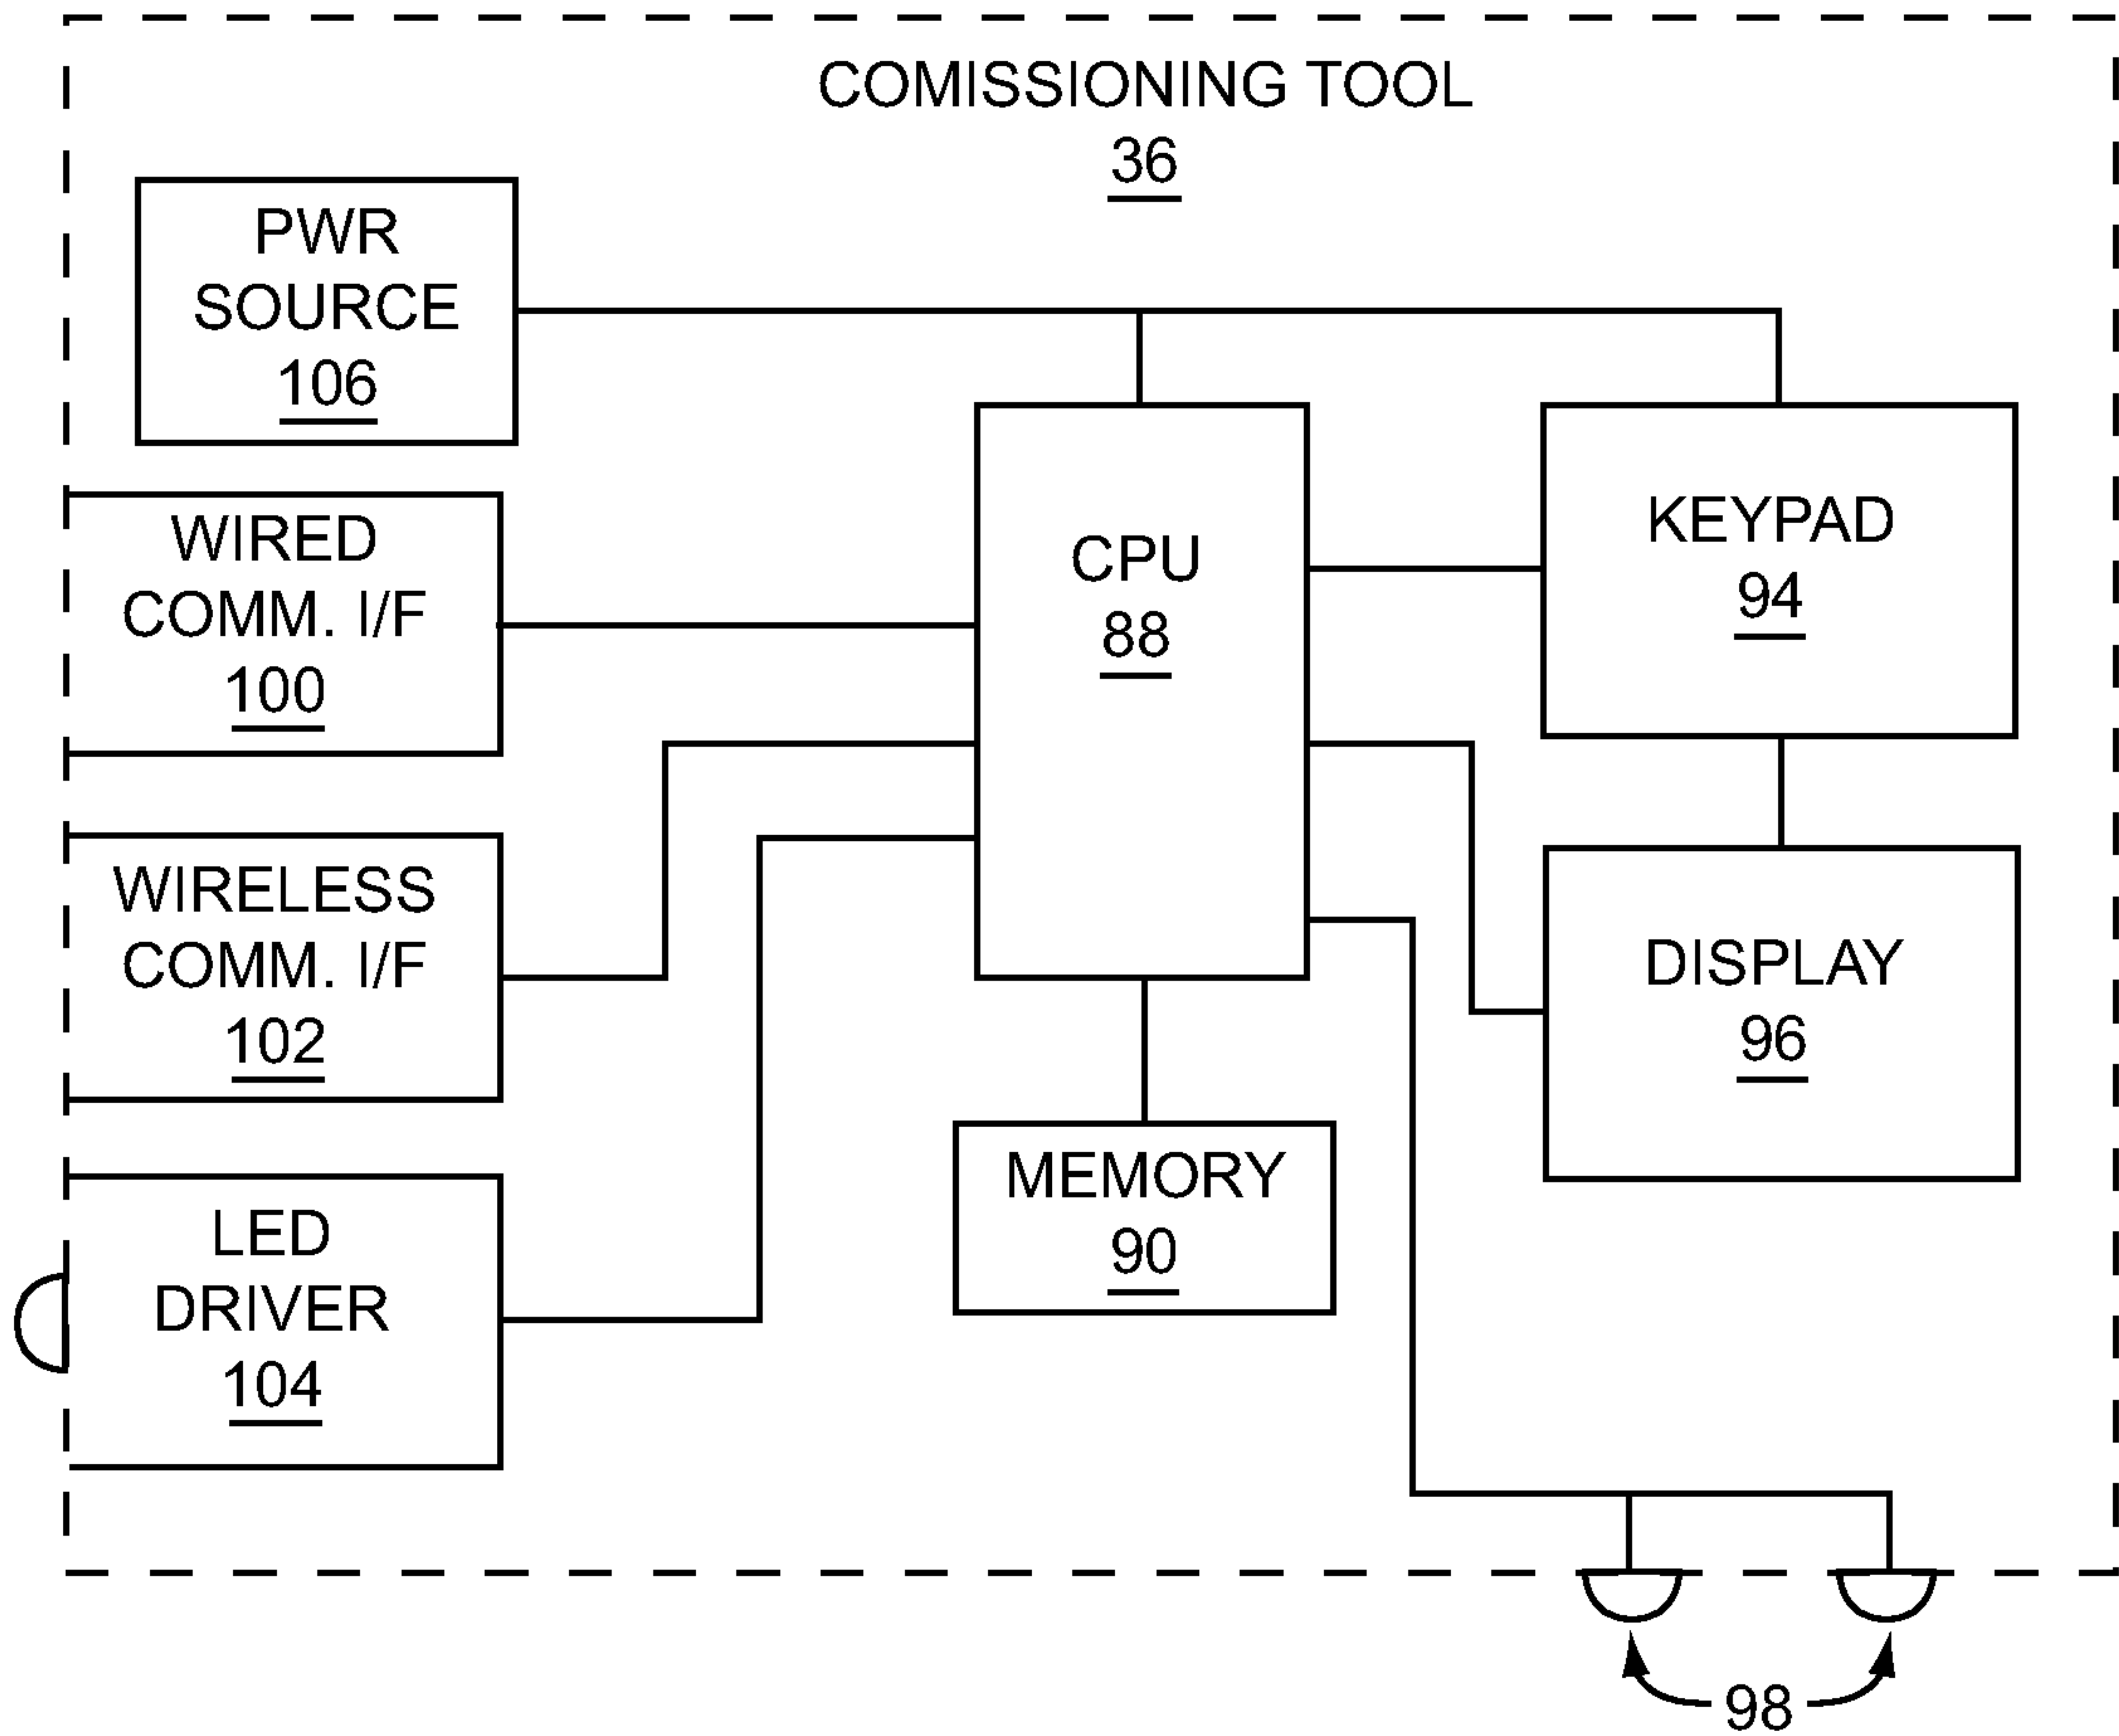 COMISSIONING TOOL
36
PWR
SOURCE
106
WIRED
COMM. I/F
100
WIRELESS
COMM. I/F
102
LED
DRIVER
104
CPU
88
MEMORY
90
KEYPAD
94
DISPLAY
96
98